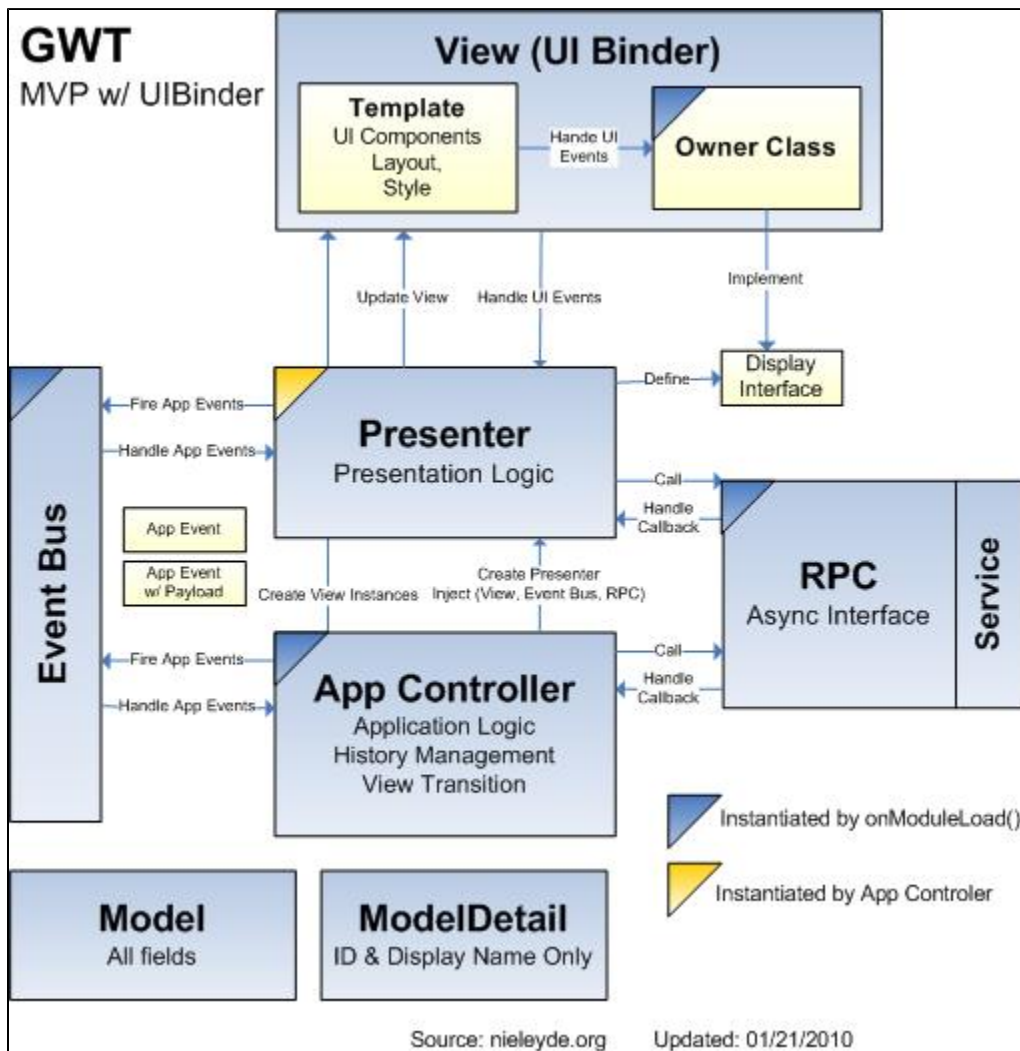 GWT
MVP w/ UIBinder
View (UI Binder)
Template
UI Components
Layout,
Style
Hande UI
Events
Owner Class
Update View
Handle UI Events
Implement
Display
Interface
Define
Fire App Events
Handle App Events
Presenter
Presentation Logic
Call
Handle
Callback
Event Bus
App Event
App Event
w/ Payload
Create View Instances
Create Presenter
Inject (View, Event Bus, RPC)
RPC
Async Interface
Service
Fire App Events
Handle App Events
App Controller
Application Logic
History Management
View Transition
Call
Handle
Callback
Instantiated by onModuleLoad()
Instantiated by App Controler
Model
All fields
ModelDetail
ID & Display Name Only
Source: nieleyde.org Updated: 01/21/2010